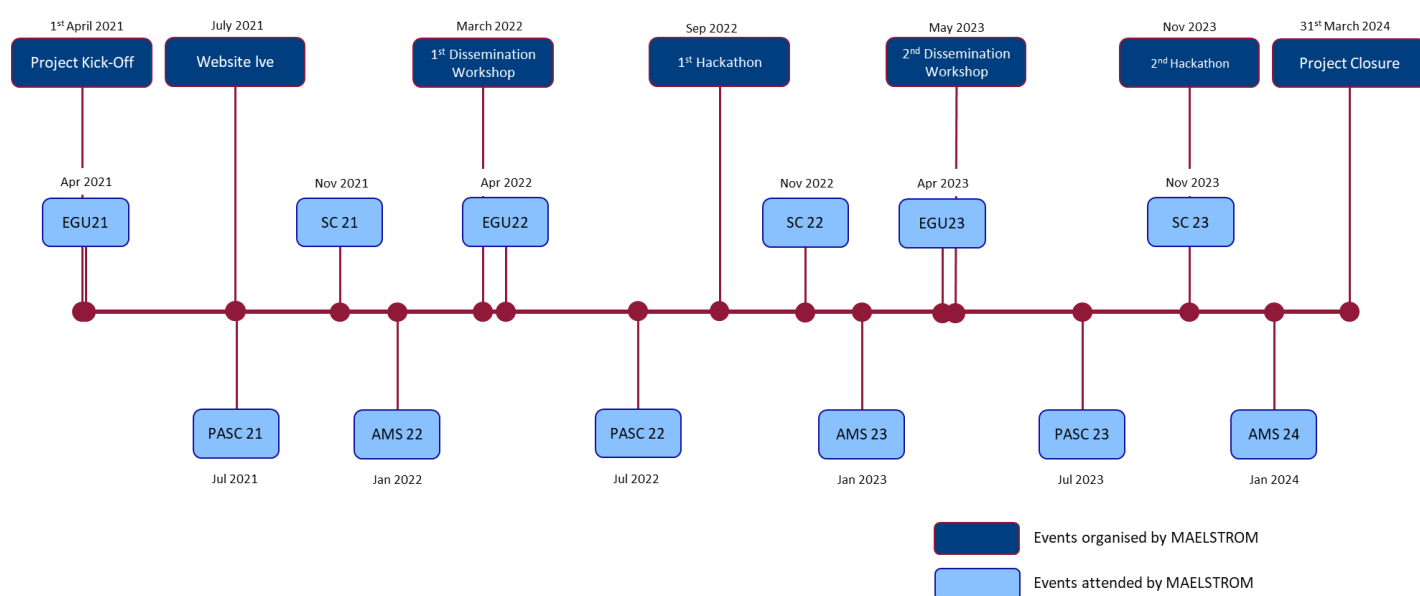 1st April 2021
July 2021
March 2022
Sep 2022
May 2023
Nov 2023
31st March 2024
Project Kick-Off
Website lve
1st Dissemination
Workshop
1st Hackathon
2nd Dissemination
Workshop
2nd Hackathon
Project Closure
Apr 2021
Nov 2021
Apr 2022
Nov 2022
Apr 2023
Nov 2023
EGU21
SC 21
EGU22
SC 22
EGU23
SC 23
PASC 21
AMS 22
PASC 22
AMS 23
PASC 23
AMS 24
Jul 2021
Jan 2022
Jul 2022
Jan 2023
Jul 2023
Jan 2024
Events organised by MAELSTROM
Events attended by MAELSTROM